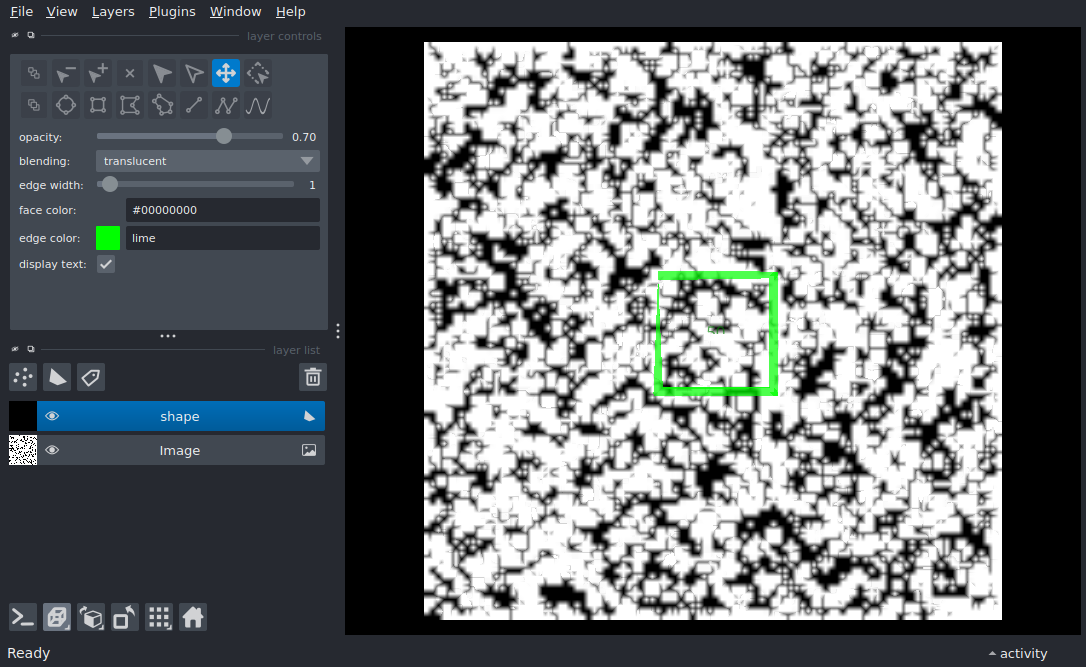 File View Layers Plugins Window Help
layer controls
opacity: 0.70
blending: translucent
edge width: 1
face color: #00000000
edge color: lime
display text:
layer list
shape
Image
Ready
activity